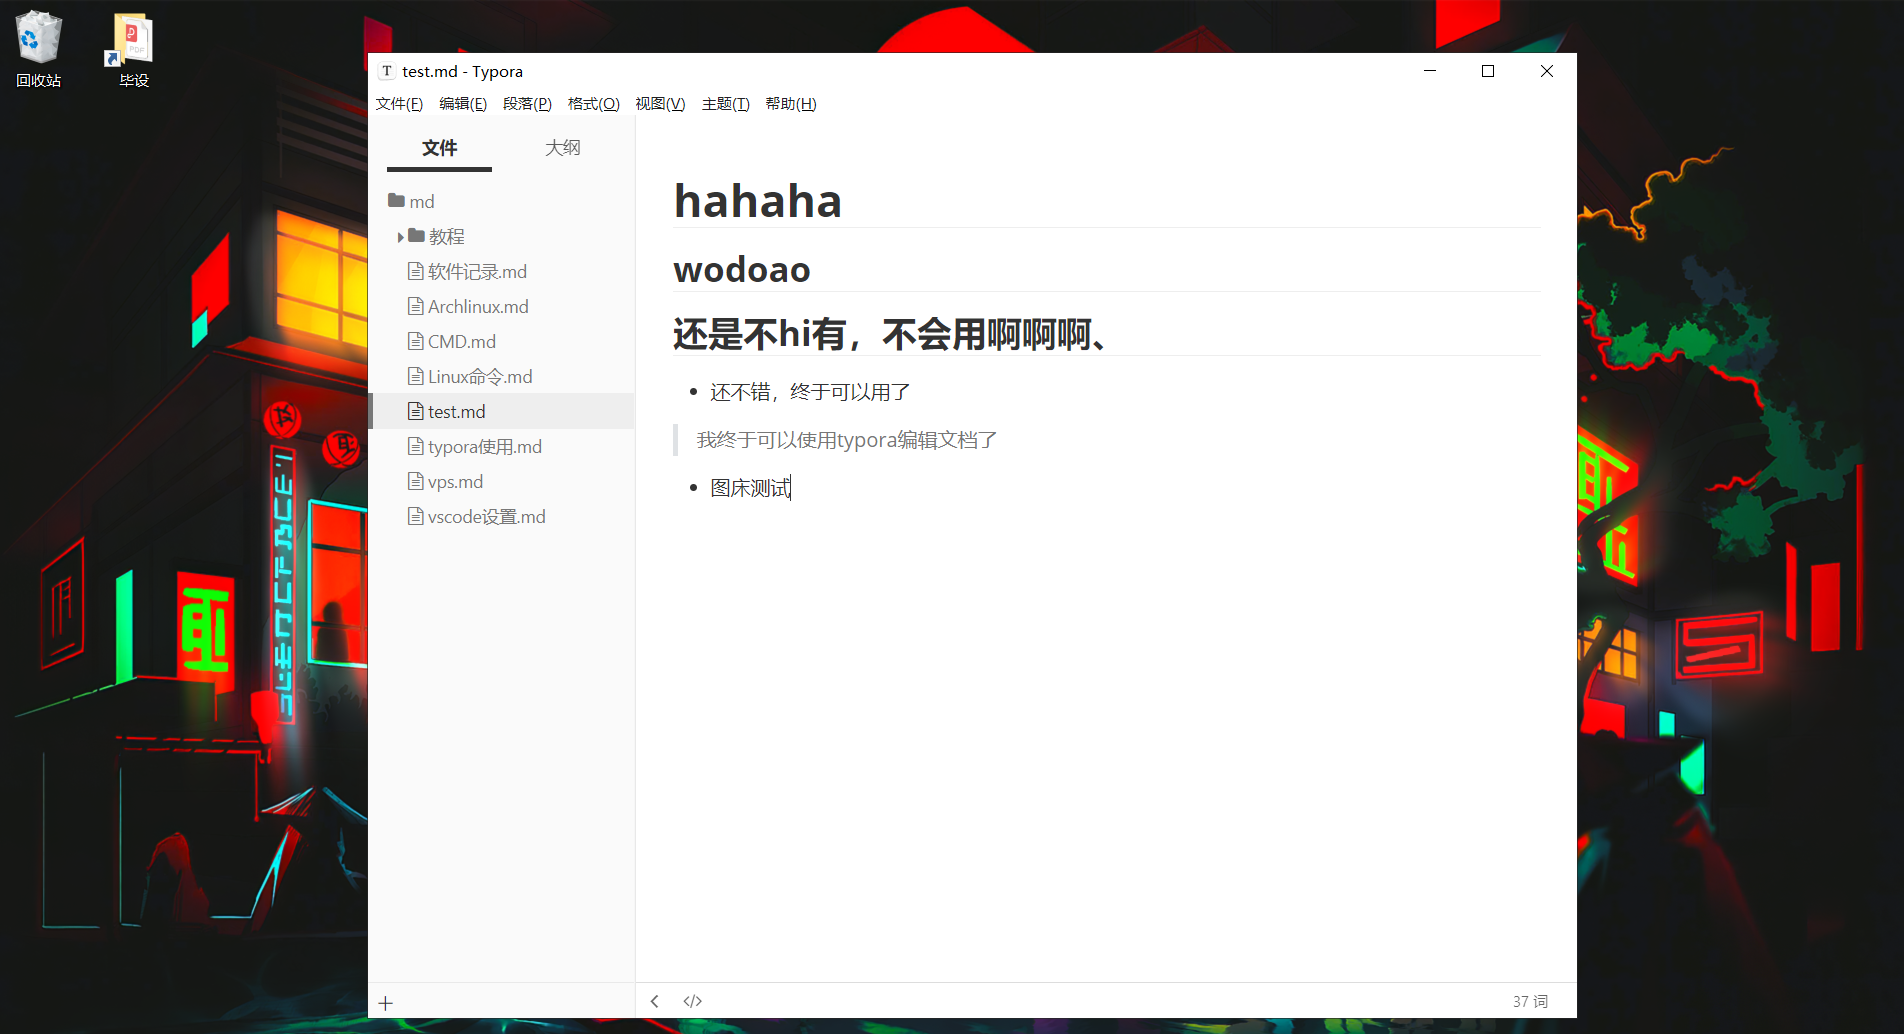 回收站
毕设
test.md - Typora
文件(F) 编辑(E) 段落(P) 格式(O) 视图(V) 主题(T) 帮助(H)
文件 大纲
md
教程
软件记录.md
Archlinux.md
CMD.md
Linux命令.md
test.md
typora使用.md
vps.md
vscode设置.md
hahaha
wodoao
还是不hi有，不会用啊啊啊、
还不错，终于可以用了
我终于可以使用typora编辑文档了
图床测试
37 词